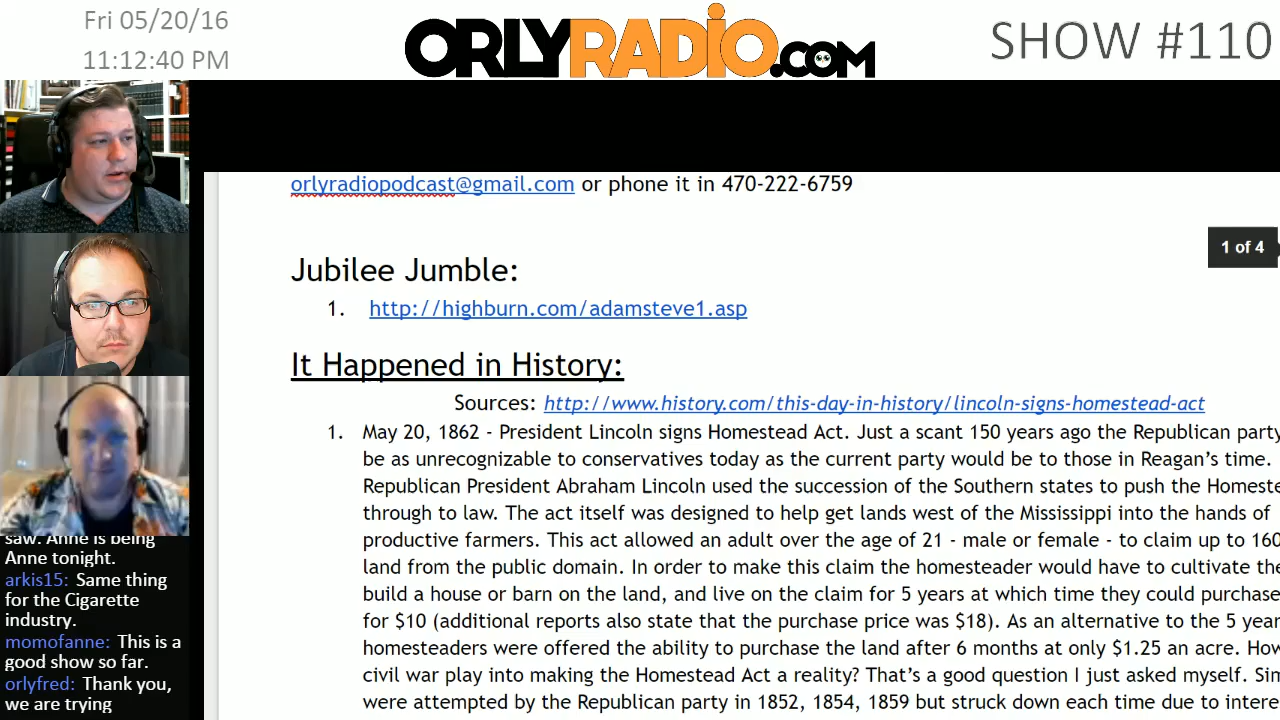 Fri 05/20/16
11:12:40 PM
ORLYRADIO.COM
SHOW #110
orlyradiopodcast@gmail.com or phone it in 470-222-6759
1 of 4
Jubilee Jumble:
1. http://highburn.com/adamsteve1.asp
It Happened in History:
Sources: http://www.history.com/this-day-in-history/lincoln-signs-homestead-act
1. May 20, 1862 - President Lincoln signs Homestead Act. Just a scant 150 years ago the Republican party
be as unrecognizable to conservatives today as the current party would be to those in Reagan's time.
Republican President Abraham Lincoln used the succession of the Southern states to push the Homeste
through to law. The act itself was designed to help get lands west of the Mississippi into the hands of
productive farmers. This act allowed an adult over the age of 21 - male or female - to claim up to 160
land from the public domain. In order to make this claim the homesteader would have to cultivate the
build a house or barn on the land, and live on the claim for 5 years at which time they could purchase
for $10 (additional reports also state that the purchase price was $18). As an alternative to the 5 year
homesteaders were offered the ability to purchase the land after 6 months at only $1.25 an acre. How
civil war play into making the Homestead Act a reality? That's a good question I just asked myself. Sim
were attempted by the Republican party in 1852, 1854, 1859 but struck down each time due to intere
saw. Anne is being
Anne tonight.
arkis15: Same thing
for the Cigarette
industry.
momofanne: This is a
good show so far.
orlyfred: Thank you,
we are trying